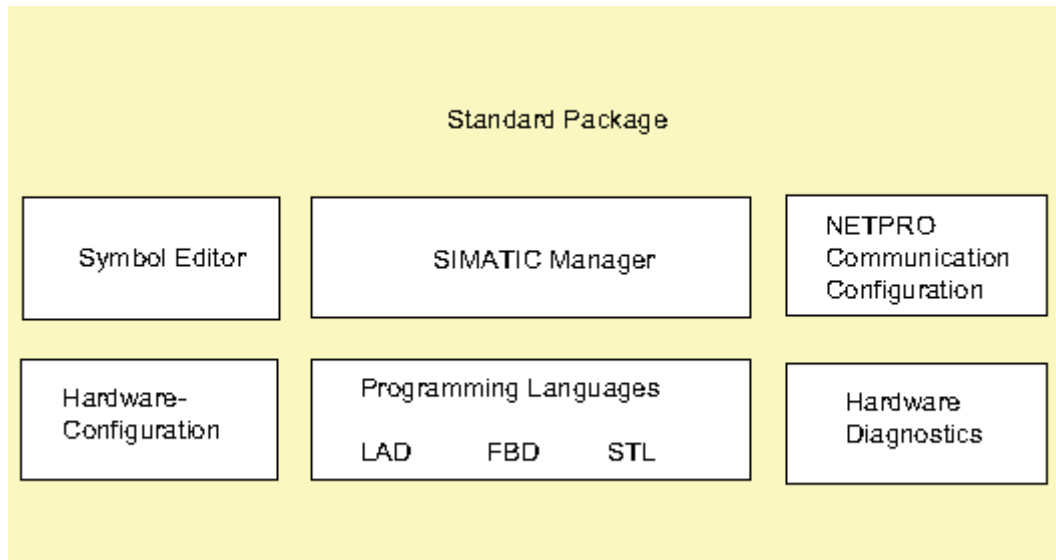 Standard Package
Symbol Editor
SIMATIC Manager
NETPRO
Communication
Configuration
Hardware-
Configuration
Programming Languages
LAD FBD STL
Hardware
Diagnostics